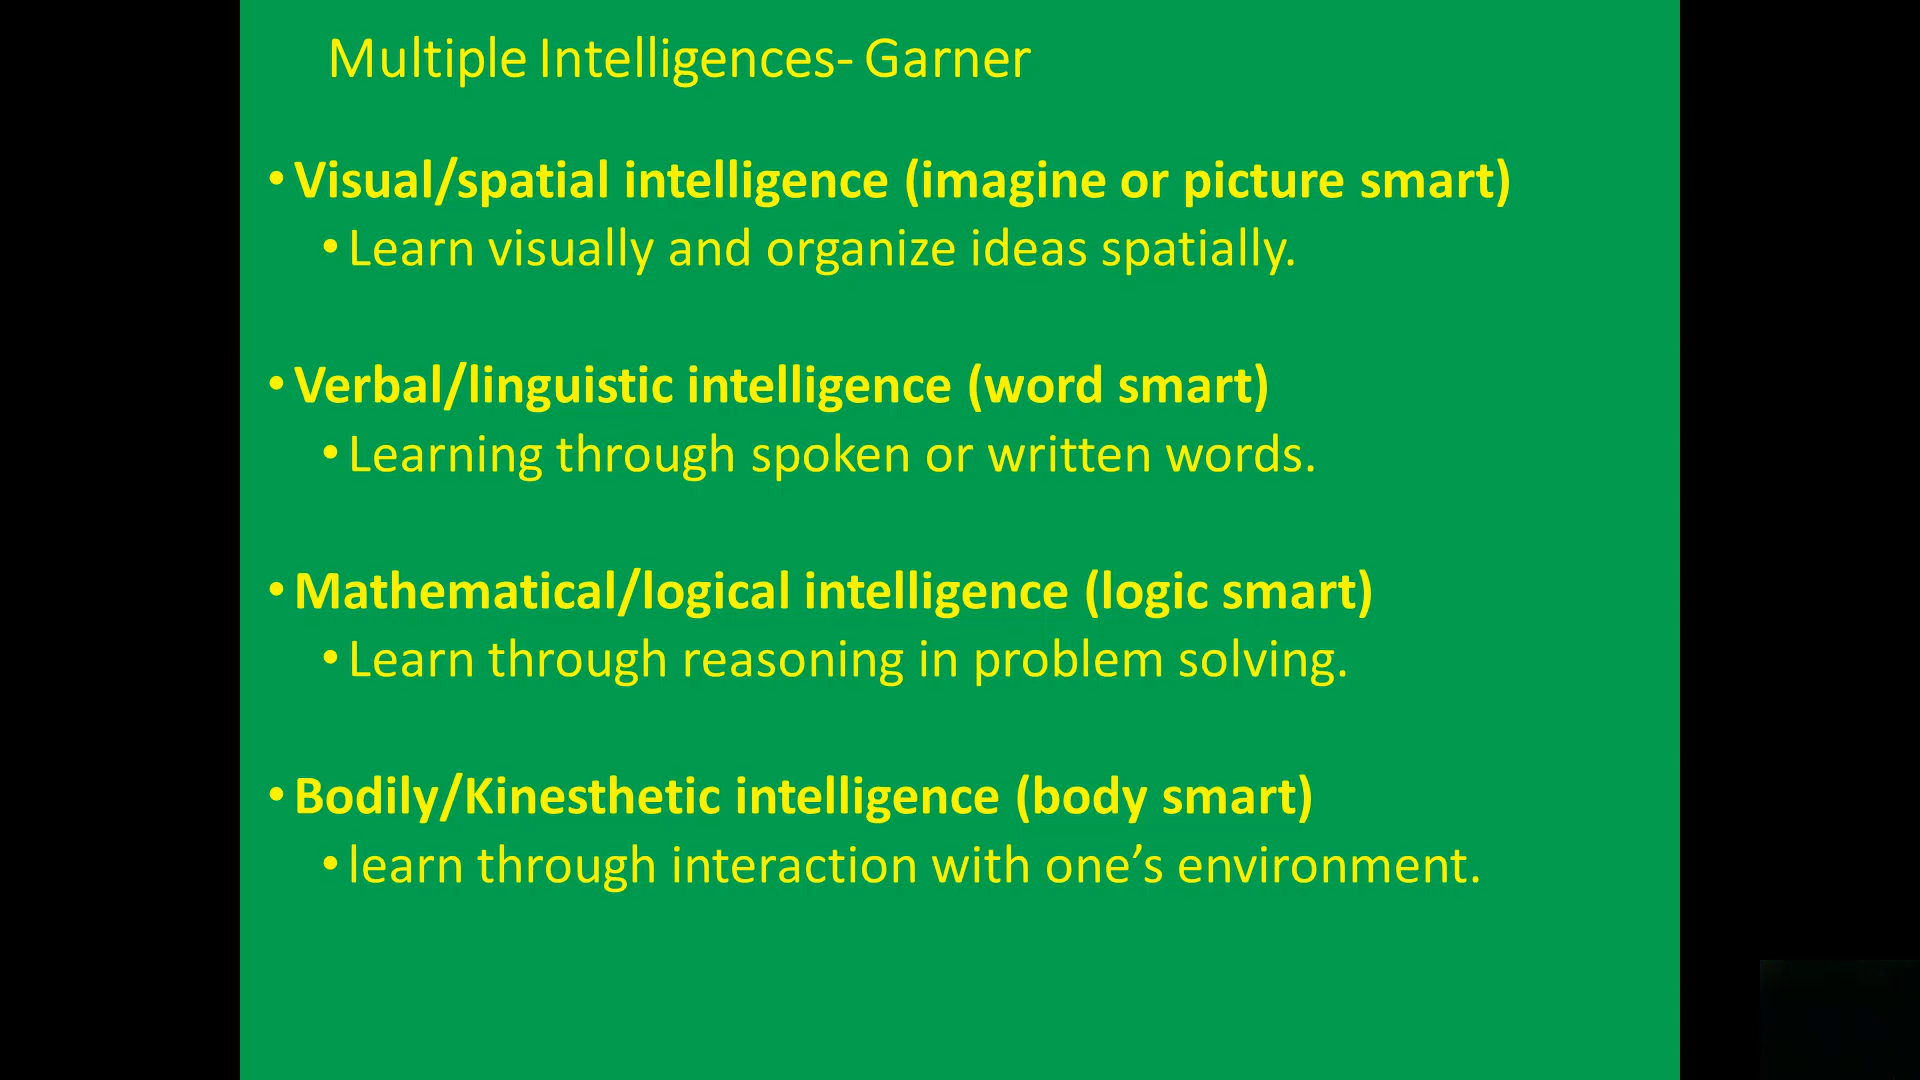 Multiple Intelligences- Garner
• Visual/spatial intelligence (imagine or picture smart)
• Learn visually and organize ideas spatially.
• Verbal/linguistic intelligence (word smart)
• Learning through spoken or written words.
• Mathematical/logical intelligence (logic smart)
• Learn through reasoning in problem solving.
• Bodily/Kinesthetic intelligence (body smart)
• learn through interaction with one’s environment.